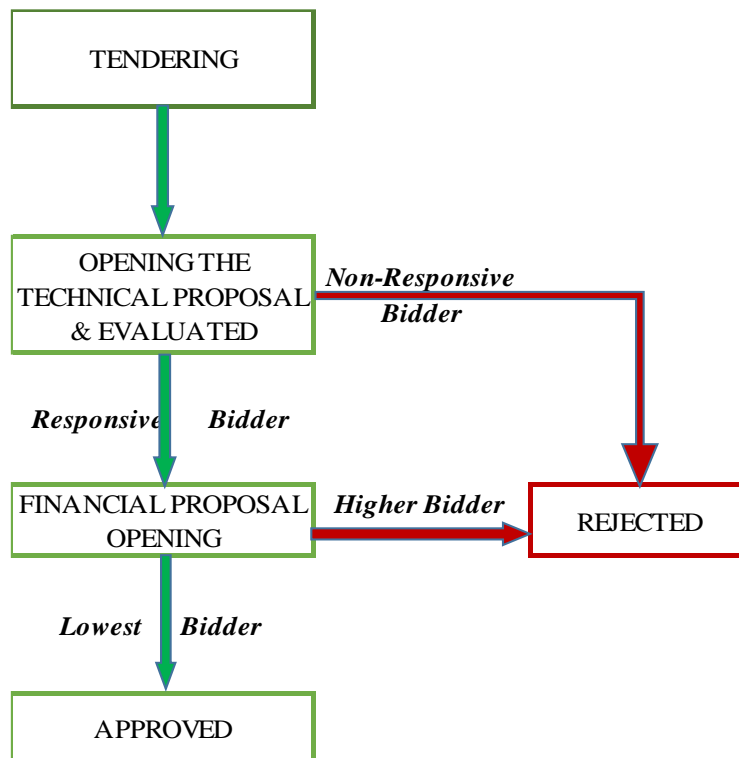 TENDERING
OPENING THE
TECHNICAL PROPOSAL
& EVALUATED
Non-Responsive
Bidder
Responsive Bidder
FINANCIAL PROPOSAL
OPENING
Higher Bidder
REJECTED
Lowest Bidder
APPROVED